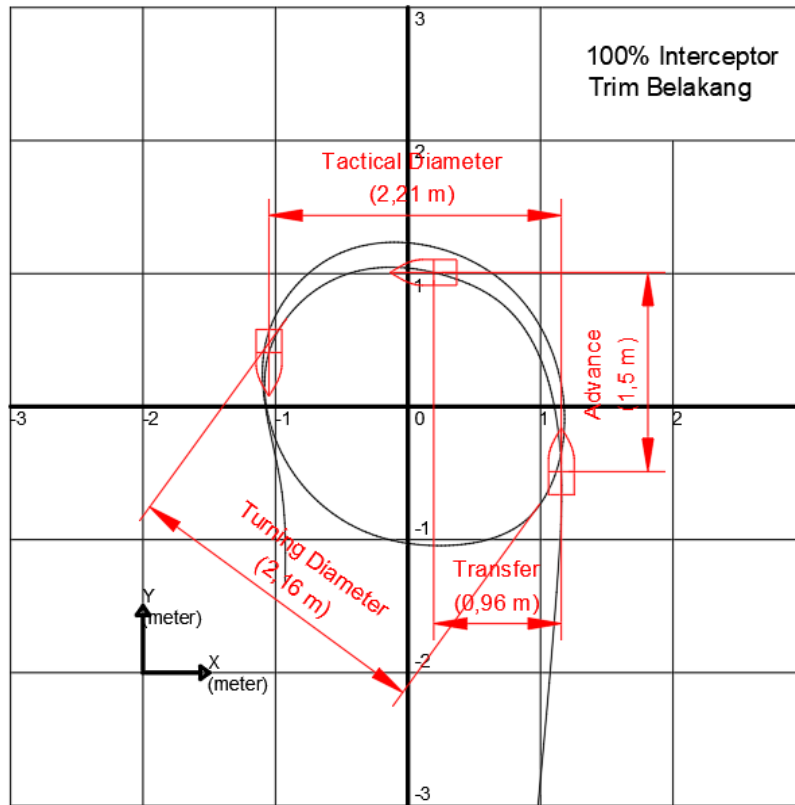 3
100% Interceptor
Trim Belakang
2
Tactical Diameter
(2,21 m)
1
Advance
(1,5 m)
-3
-2
-1
0
1
2
-1
Turning Diameter
(2,16 m)
Transfer
(0,96 m)
Y
(meter)
X
(meter)
-2
-3